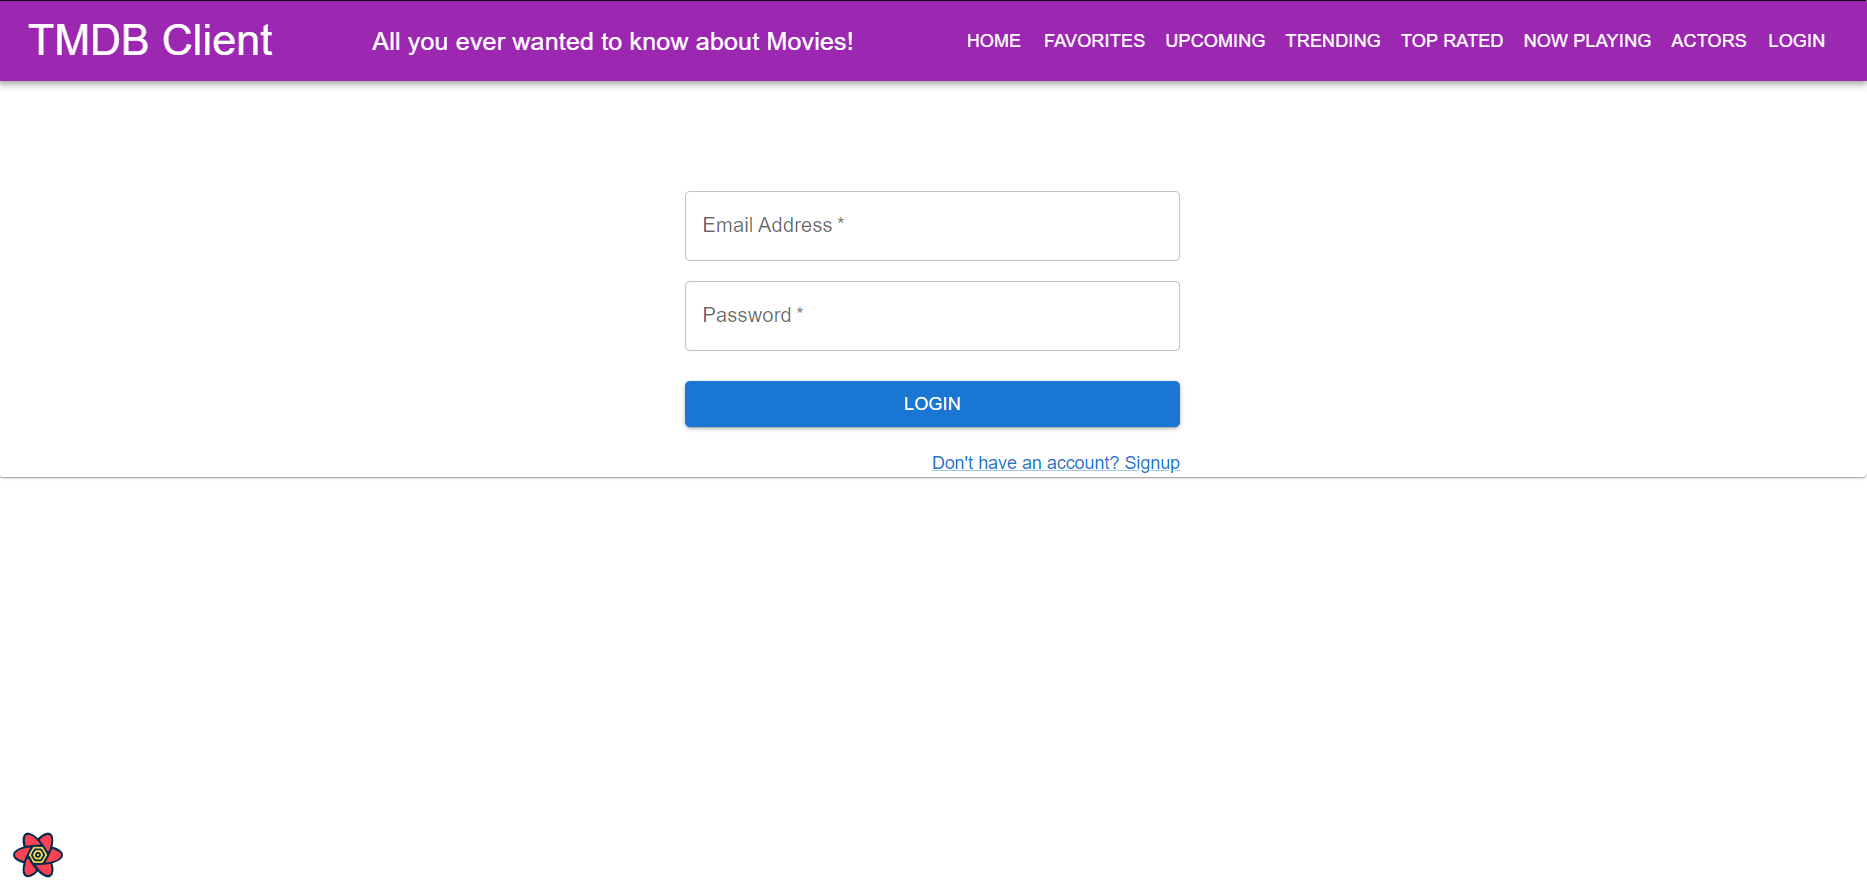 TMDB Client All you ever wanted to know about Movies! HOME FAVORITES UPCOMING TRENDING TOP RATED NOW PLAYING ACTORS LOGIN
Email Address *
Password *
LOGIN
Don't have an account? Signup